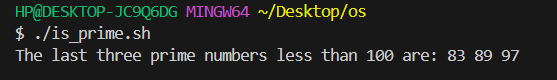 HP@DESKTOP-JC9Q6DG MINGW64 ~/Desktop/os
$ ./is_prime.sh
The last three prime numbers less than 100 are: 83 89 97